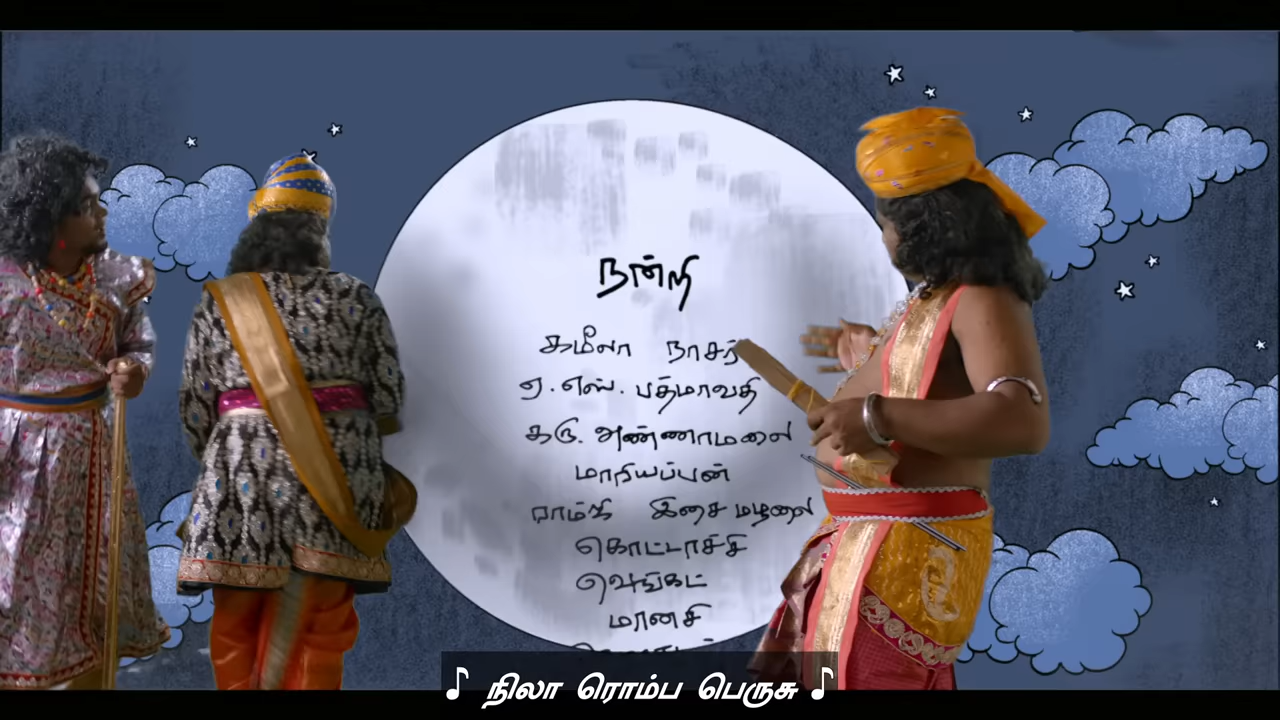 நன்றி
கமீலா நாசர்
ஏ.எஸ். பத்மாவதி
கரு. அண்ணாமலை
மாரியப்பன்
ராம்கி இசை மழலை
கொட்டாச்சி
வெங்கட்
மானசி
♪ நிலா ரொம்ப பெருசு ♪